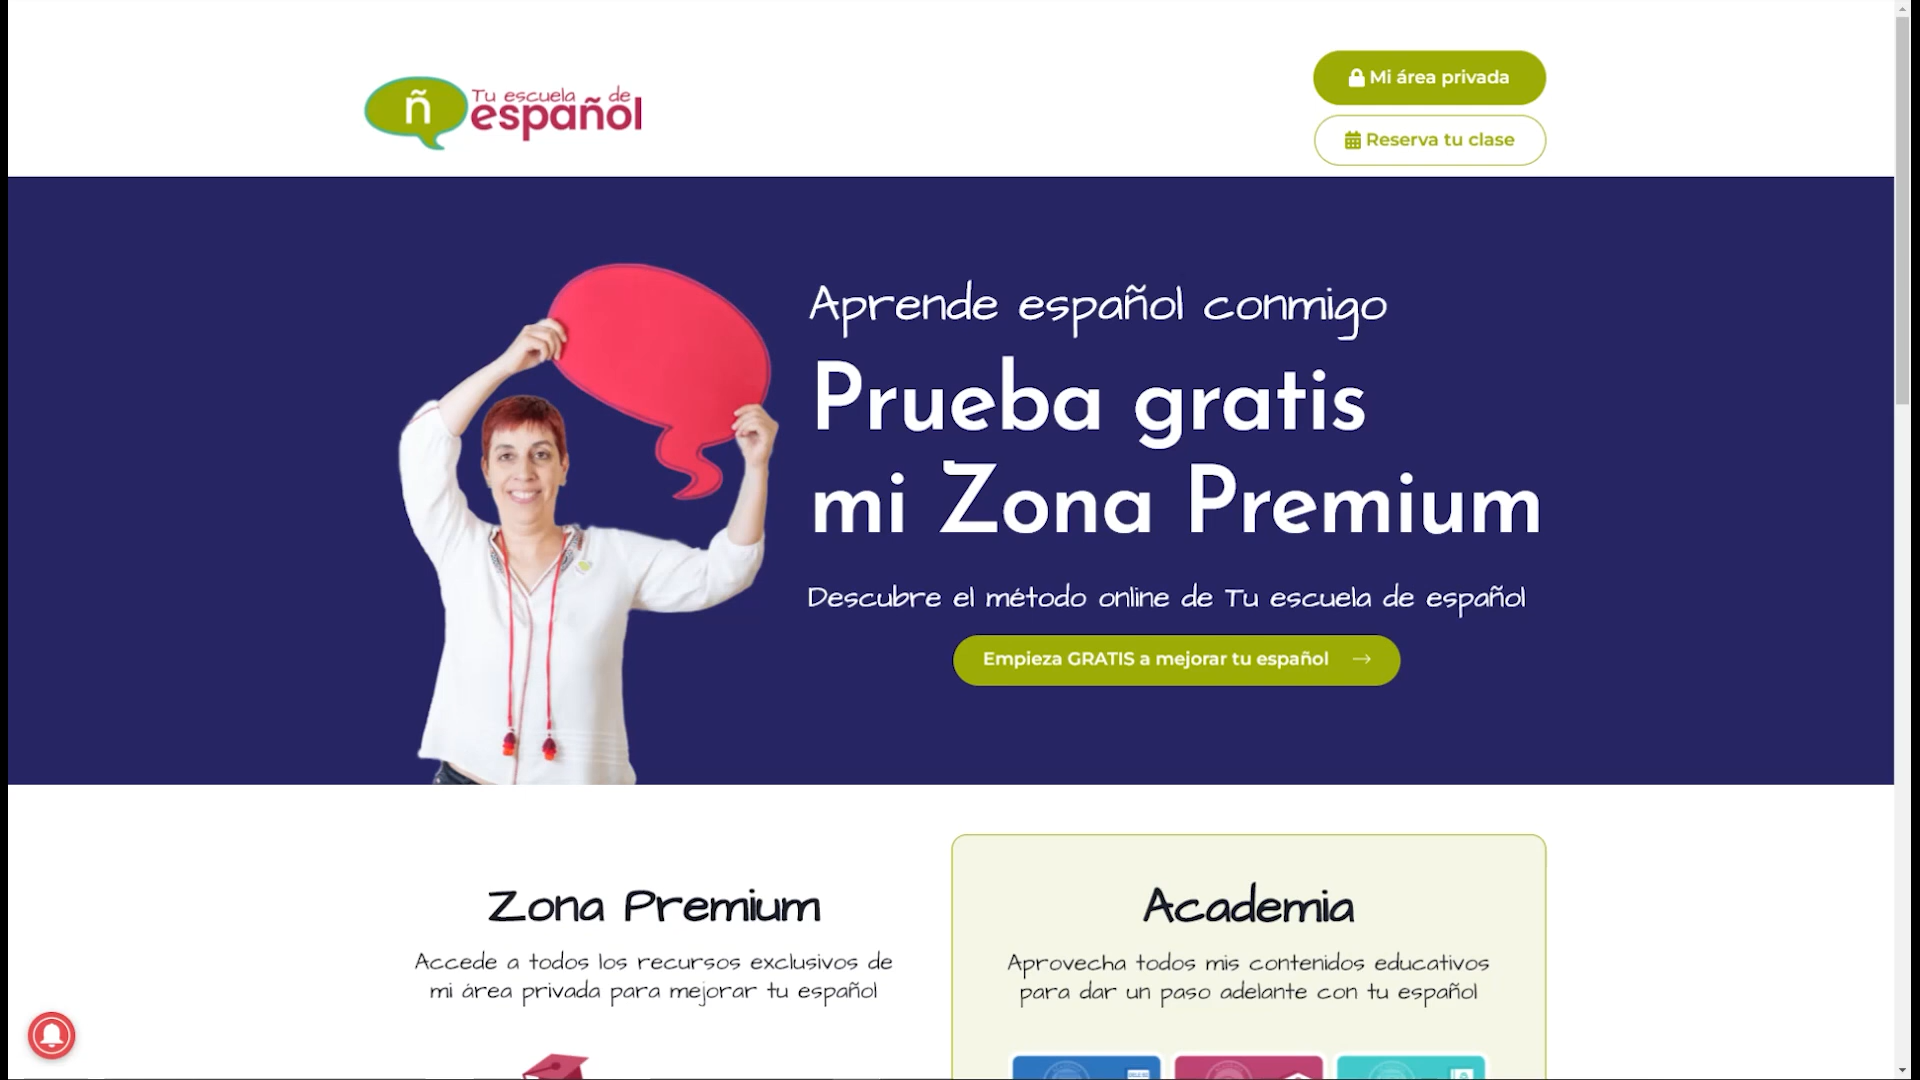 ñ
Tu escuela de
español
Mi área privada
Reserva tu clase
Aprende español conmigo
Prueba gratis
mi Zona Premium
Descubre el método online de Tu escuela de español
Empieza GRATIS a mejorar tu español
Zona Premium
Accede a todos los recursos exclusivos de
mi área privada para mejorar tu español
Academia
Aprovecha todos mis contenidos educativos
para dar un paso adelante con tu español